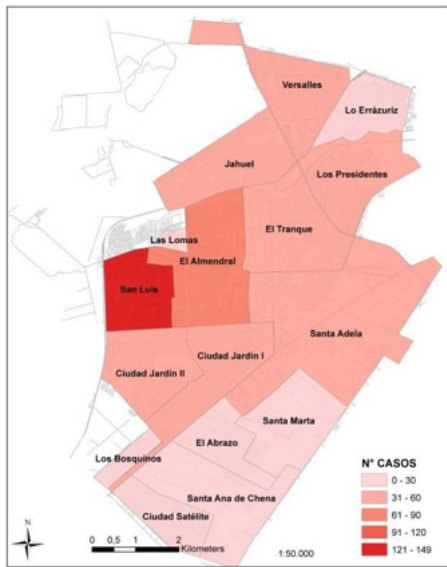 Versalles
Lo Errázuriz
Jahuel
Los Presidentes
Las Lomas
El Tranque
El Almendral
San Luis
Santa Adela
Ciudad Jardín I
Ciudad Jardín II
Santa Marta
El Abrazo
Los Bosquinos
Santa Ana de Chena
Ciudad Satélite
N° CASOS
0 - 30
31 - 60
61 - 90
91 - 120
121 - 149
N
0 0,5 1 2
Kilometers
1:50.000